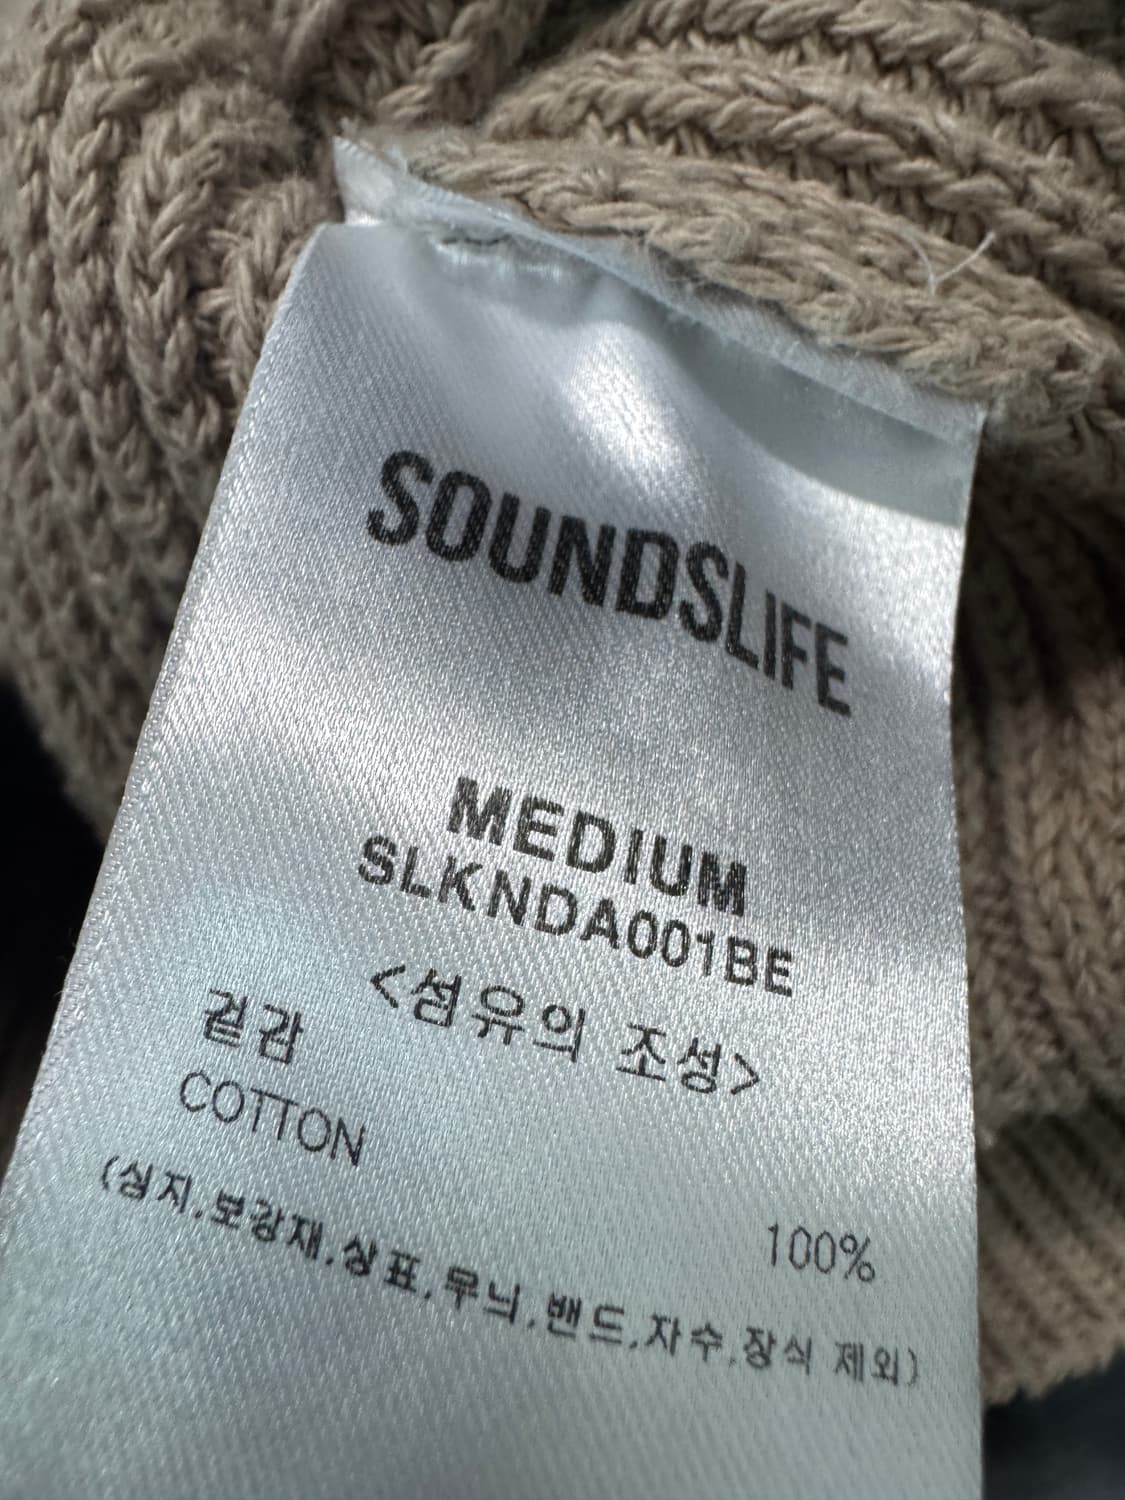 SOUNDSLIFE
MEDIUM
SLKNDA001BE
<섬유의 조성>
겉감
COTTON 100%
(심지,보강재,상표,무늬,밴드,자수,장식 제외)